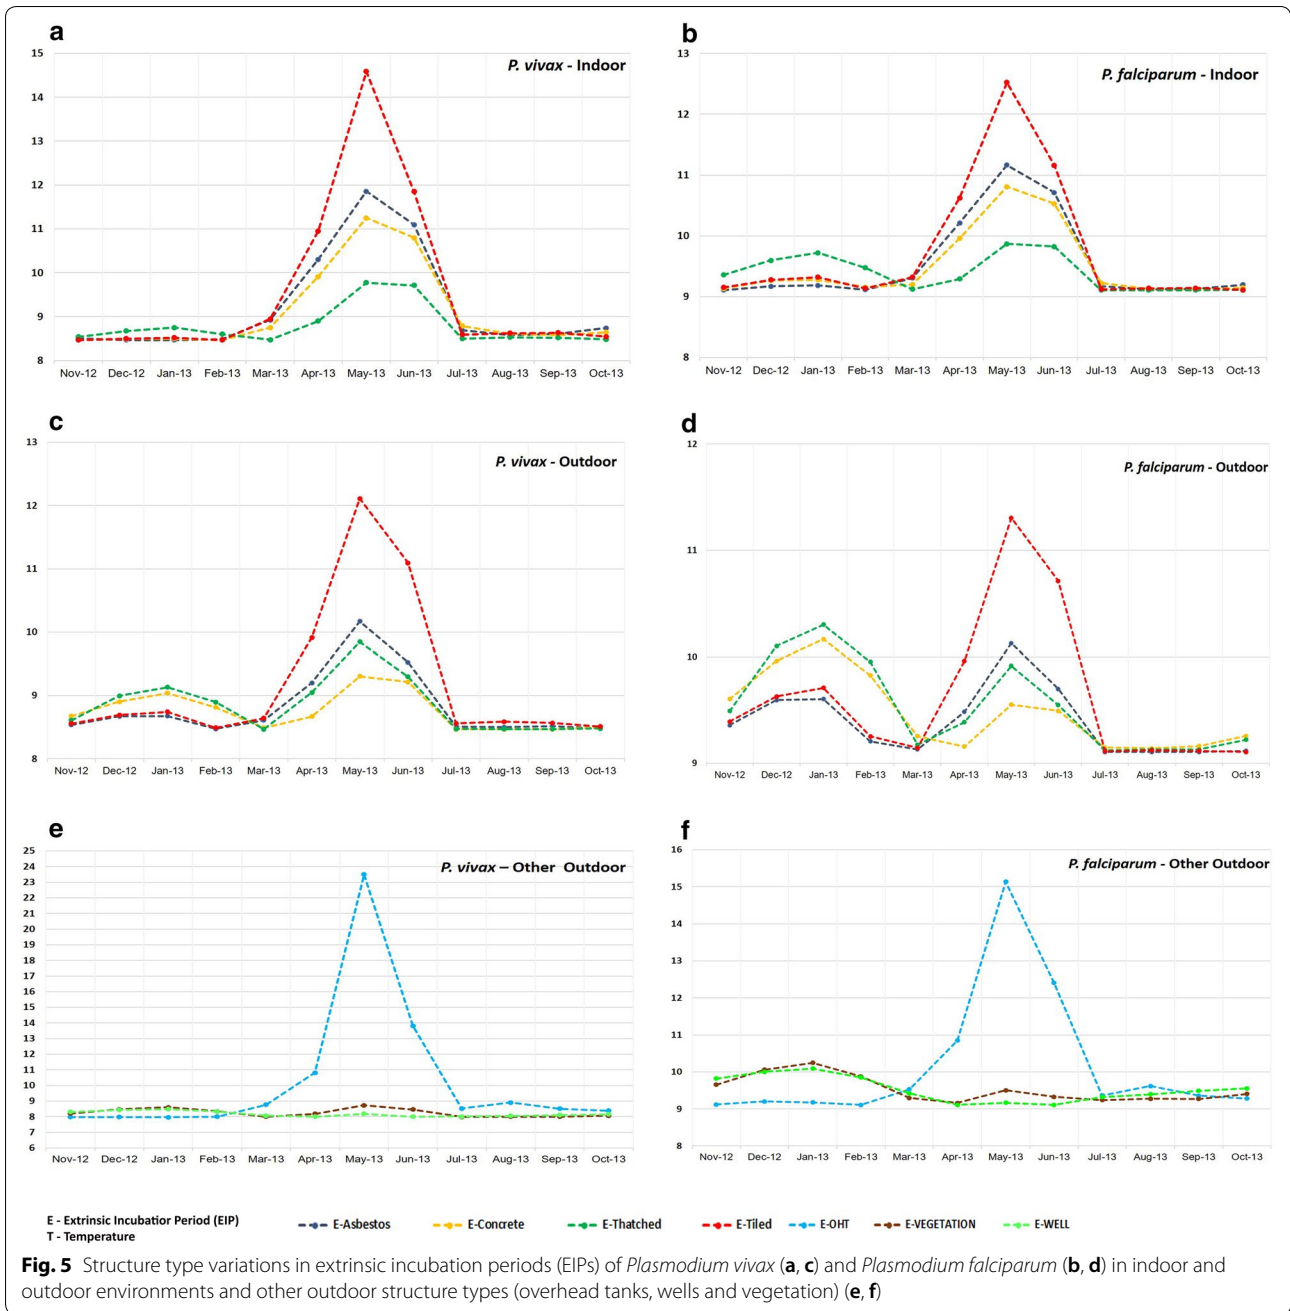 a
P. vivax - Indoor
15
14
13
12
11
10
9
8
Nov-12 Dec-12 Jan-13 Feb-13 Mar-13 Apr-13 May-13 Jun-13 Jul-13 Aug-13 Sep-13 Oct-13
b
P. falciparum - Indoor
13
12
11
10
9
8
Nov-12 Dec-12 Jan-13 Feb-13 Mar-13 Apr-13 May-13 Jun-13 Jul-13 Aug-13 Sep-13 Oct-13
c
P. vivax - Outdoor
13
12
11
10
9
8
Nov-12 Dec-12 Jan-13 Feb-13 Mar-13 Apr-13 May-13 Jun-13 Jul-13 Aug-13 Sep-13 Oct-13
d
P. falciparum - Outdoor
12
11
10
9
Nov-12 Dec-12 Jan-13 Feb-13 Mar-13 Apr-13 May-13 Jun-13 Jul-13 Aug-13 Sep-13 Oct-13
e
P. vivax – Other Outdoor
25
24
23
22
21
20
19
18
17
16
15
14
13
12
11
10
9
8
7
6
Nov-12 Dec-12 Jan-13 Feb-13 Mar-13 Apr-13 May-13 Jun-13 Jul-13 Aug-13 Sep-13 Oct-13
f
P. falciparum - Other Outdoor
16
15
14
13
12
11
10
9
8
Nov-12 Dec-12 Jan-13 Feb-13 Mar-13 Apr-13 May-13 Jun-13 Jul-13 Aug-13 Sep-13 Oct-13
E - Extrinsic Incubatior Period (EIP)
T - Temperature
E-Asbestos E-Concrete E-Thatched E-Tiled E-OHT E-VEGETATION E-WELL
Fig. 5 Structure type variations in extrinsic incubation periods (EIPs) of Plasmodium vivax (a, c) and Plasmodium falciparum (b, d) in indoor and
outdoor environments and other outdoor structure types (overhead tanks, wells and vegetation) (e, f)